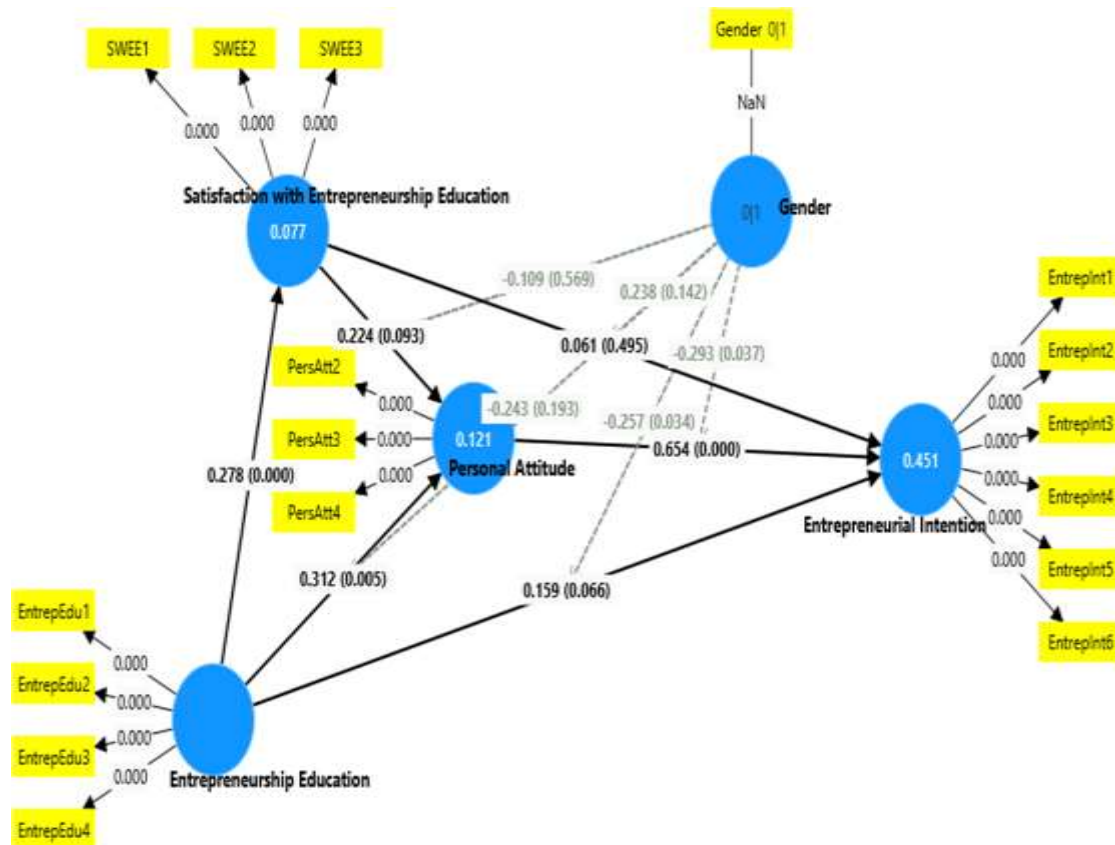 SWEE1 SWEE2 SWEE3 Gender 0|1
0.000 0.000 0.000 NaN
Satisfaction with Entrepreneurship Education
0.077
0|1 Gender
-0.109 (0.569)
0.238 (0.142)
0.224 (0.093)
0.061 (0.495)
-0.293 (0.037)
EntrepInt1
0.000
EntrepInt2
0.000
EntrepInt3
0.000
EntrepInt4
0.000
EntrepInt5
0.000
EntrepInt6
0.000
PersAtt2
0.000
PersAtt3
0.000
PersAtt4
0.000
-0.243 (0.193)
-0.257 (0.034)
0.121
Personal Attitude
0.654 (0.000)
0.451
Entrepreneurial Intention
0.278 (0.000)
0.312 (0.005)
0.159 (0.066)
EntrepEdu1
0.000
EntrepEdu2
0.000
EntrepEdu3
0.000
EntrepEdu4
0.000
Entrepreneurship Education